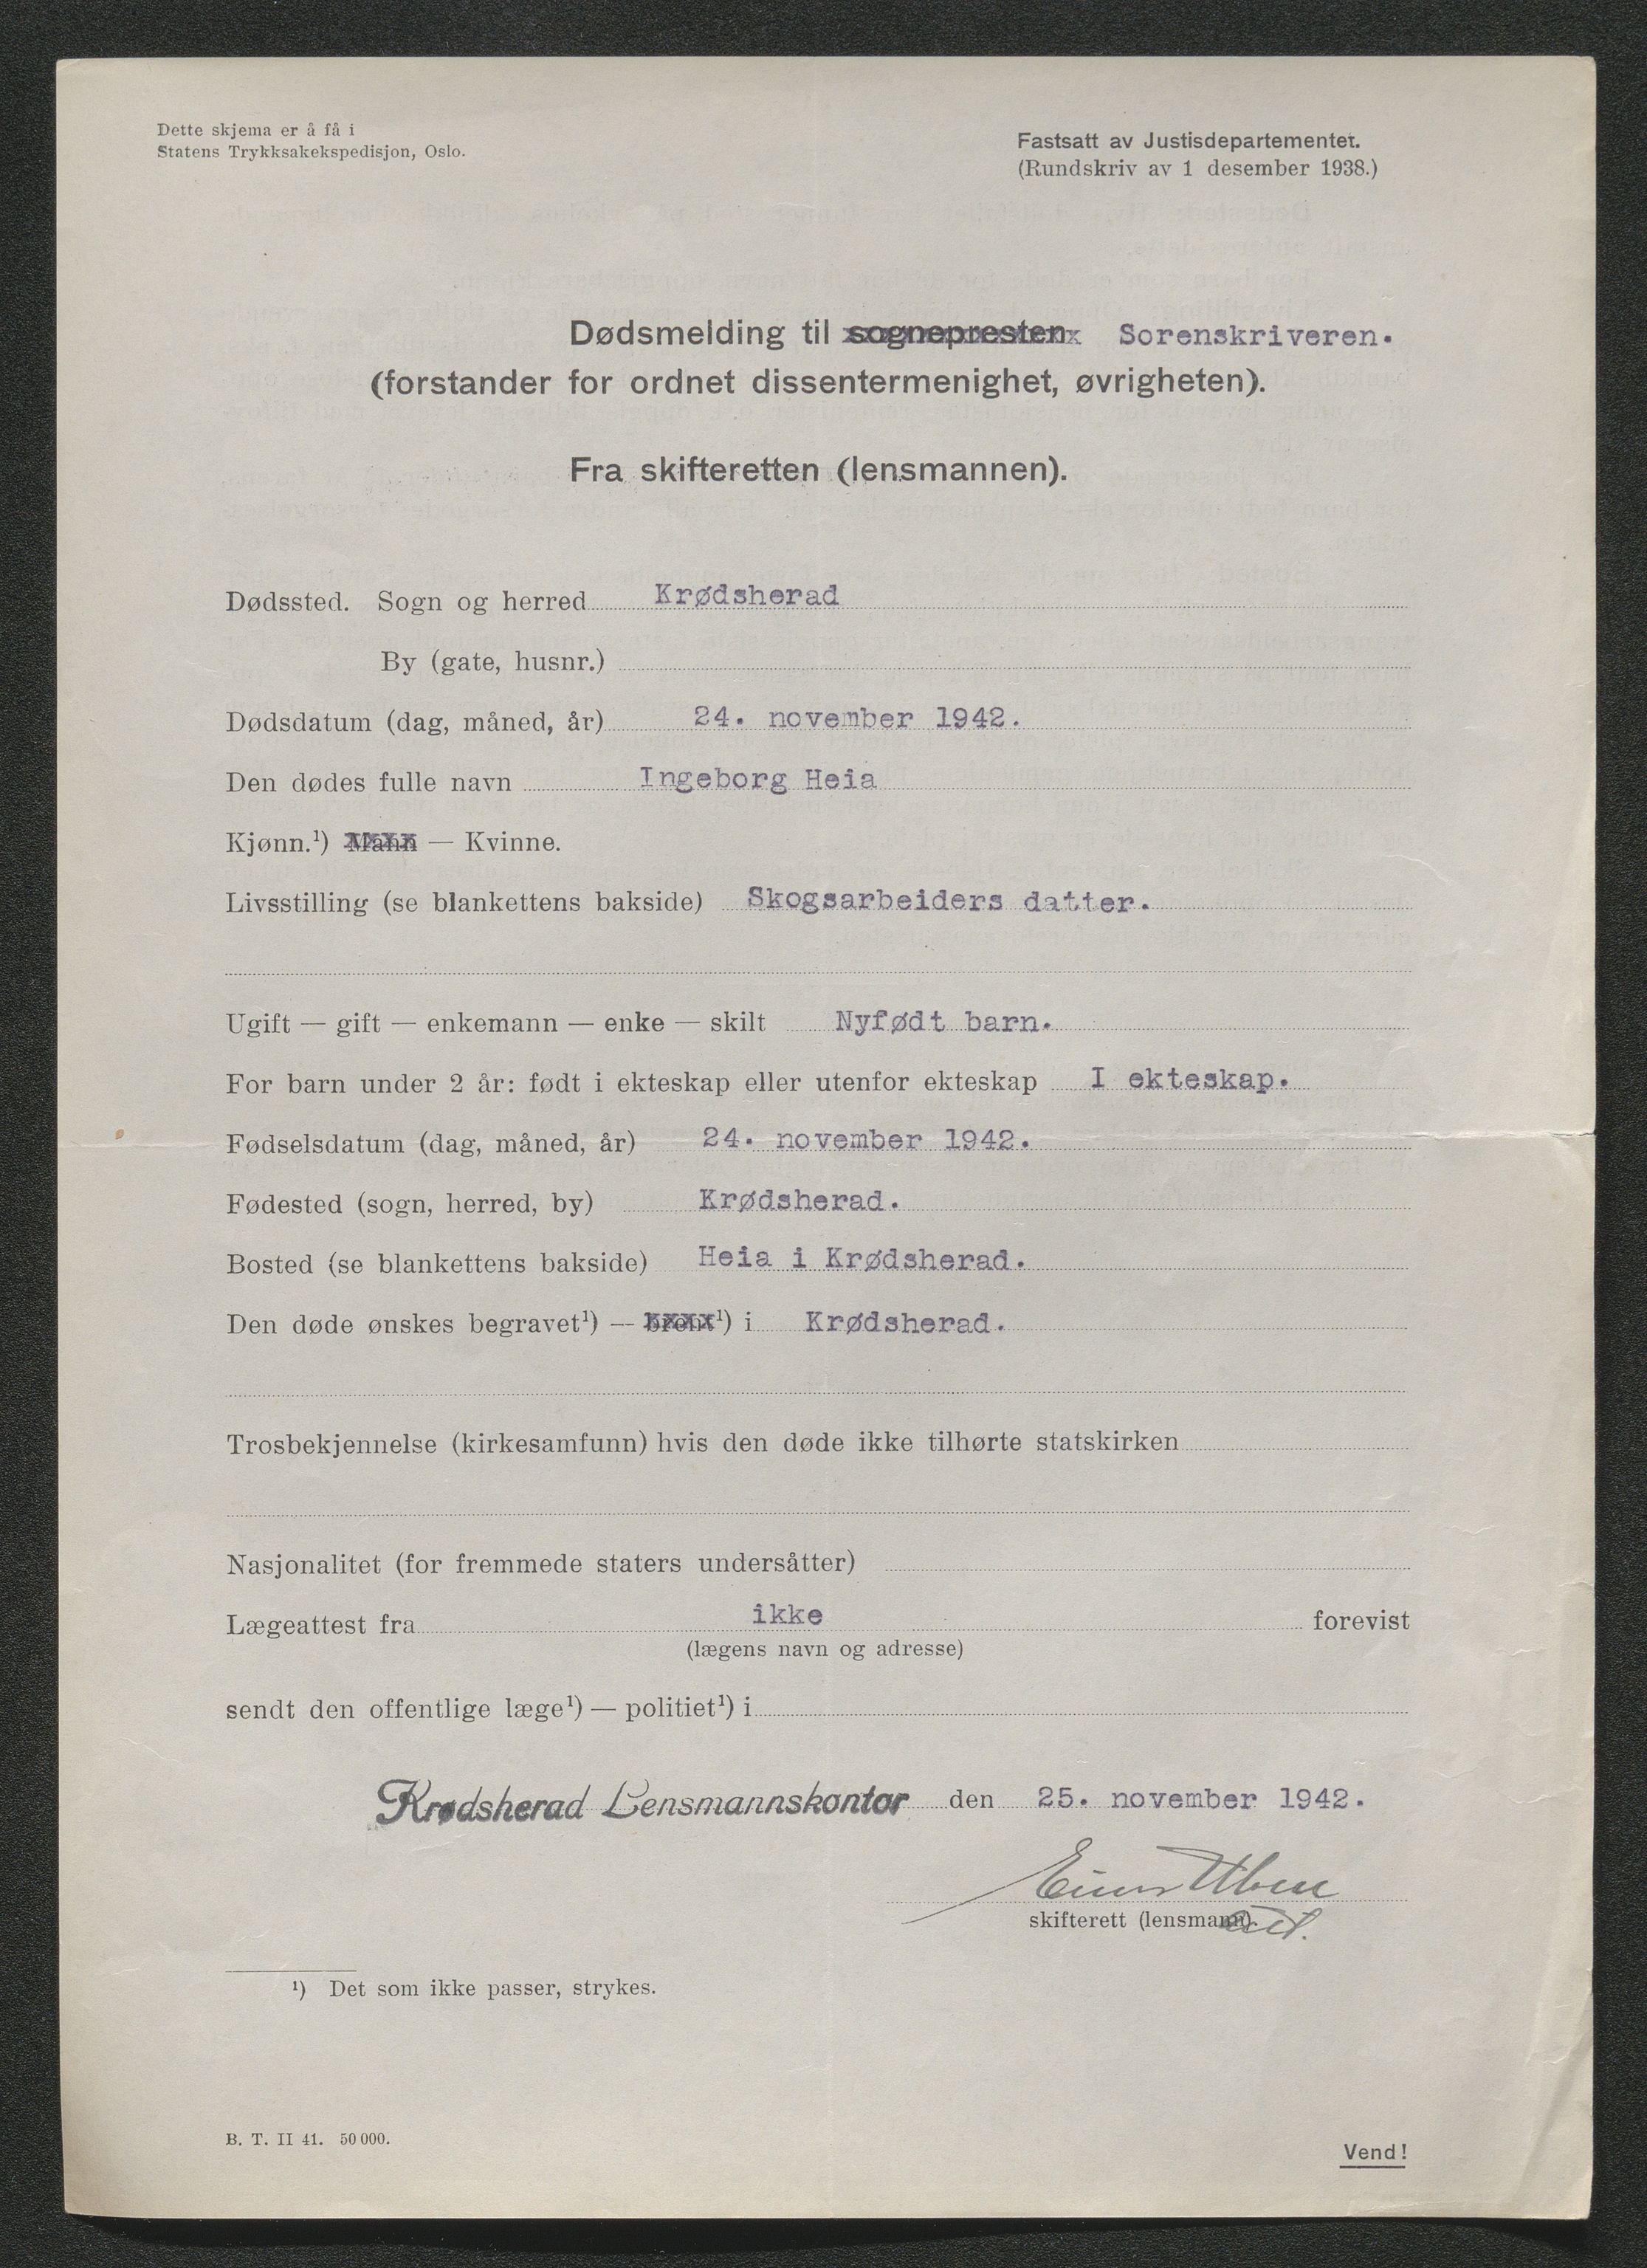 Dette skjema er å få i
Statens Trykksakekspedisjon, Oslo.
Fastsatt av Justisdepartementet.
(Rundskriv av 1 desember 1938.)
Dødsmelding til sognepresten Sorenskriveren.
(forstander for ordnet dissentermenighet, øvrigheten).
Fra skifteretten (lensmannen).
Dødssted. Sogn og herred Krødsherad
By (gate, husnr.)
Dødsdatum (dag, måned, år) 24. november 1942.
Den dødes fulle navn Ingeborg Heia
Kjønn.¹) Mann — Kvinne.
Livsstilling (se blankettens bakside) Skogsarbeiders datter.
Ugift — gift — enkemann — enke — skilt Nyfødt barn.
For barn under 2 år: født i ekteskap eller utenfor ekteskap I ekteskap.
Fødselsdatum (dag, måned, år) 24. november 1942.
Fødested (sogn, herred, by) Krødsherad.
Bosted (se blankettens bakside) Heia i Krødsherad.
Den døde ønskes begravet¹) — brent¹) i Krødsherad.
Trosbekjennelse (kirkesamfunn) hvis den døde ikke tilhørte statskirken
Nasjonalitet (for fremmede staters undersåtter)
Lægeattest fra ikke forevist
(lægens navn og adresse)
sendt den offentlige læge¹) — politiet¹) i
Krødsherad Lensmannskontor den 25. november 1942.
skifterett (lensmann).
¹) Det som ikke passer, strykes.
B. T. II 41. 50 000.
Vend!